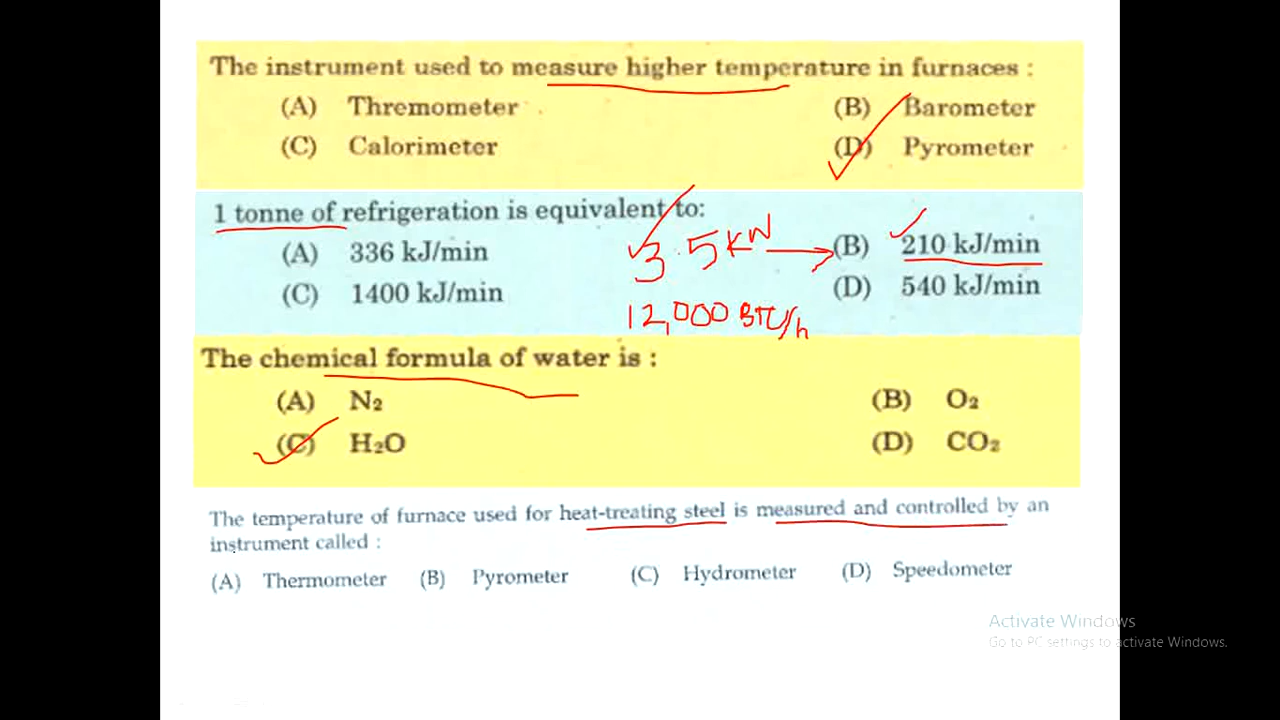 The instrument used to measure higher temperature in furnaces :
(A) Thremometer (B) Barometer
(C) Calorimeter (D) Pyrometer
1 tonne of refrigeration is equivalent to:
(A) 336 kJ/min 3.5 KW (B) 210 kJ/min
(C) 1400 kJ/min (D) 540 kJ/min
12,000 BTU/h
The chemical formula of water is :
(A) N₂ (B) O₂
(C) H₂O (D) CO₂
The temperature of furnace used for heat-treating steel is measured and controlled by an
instrument called :
(A) Thermometer (B) Pyrometer (C) Hydrometer (D) Speedometer
Activate Windows
Go to PC settings to activate Windows.